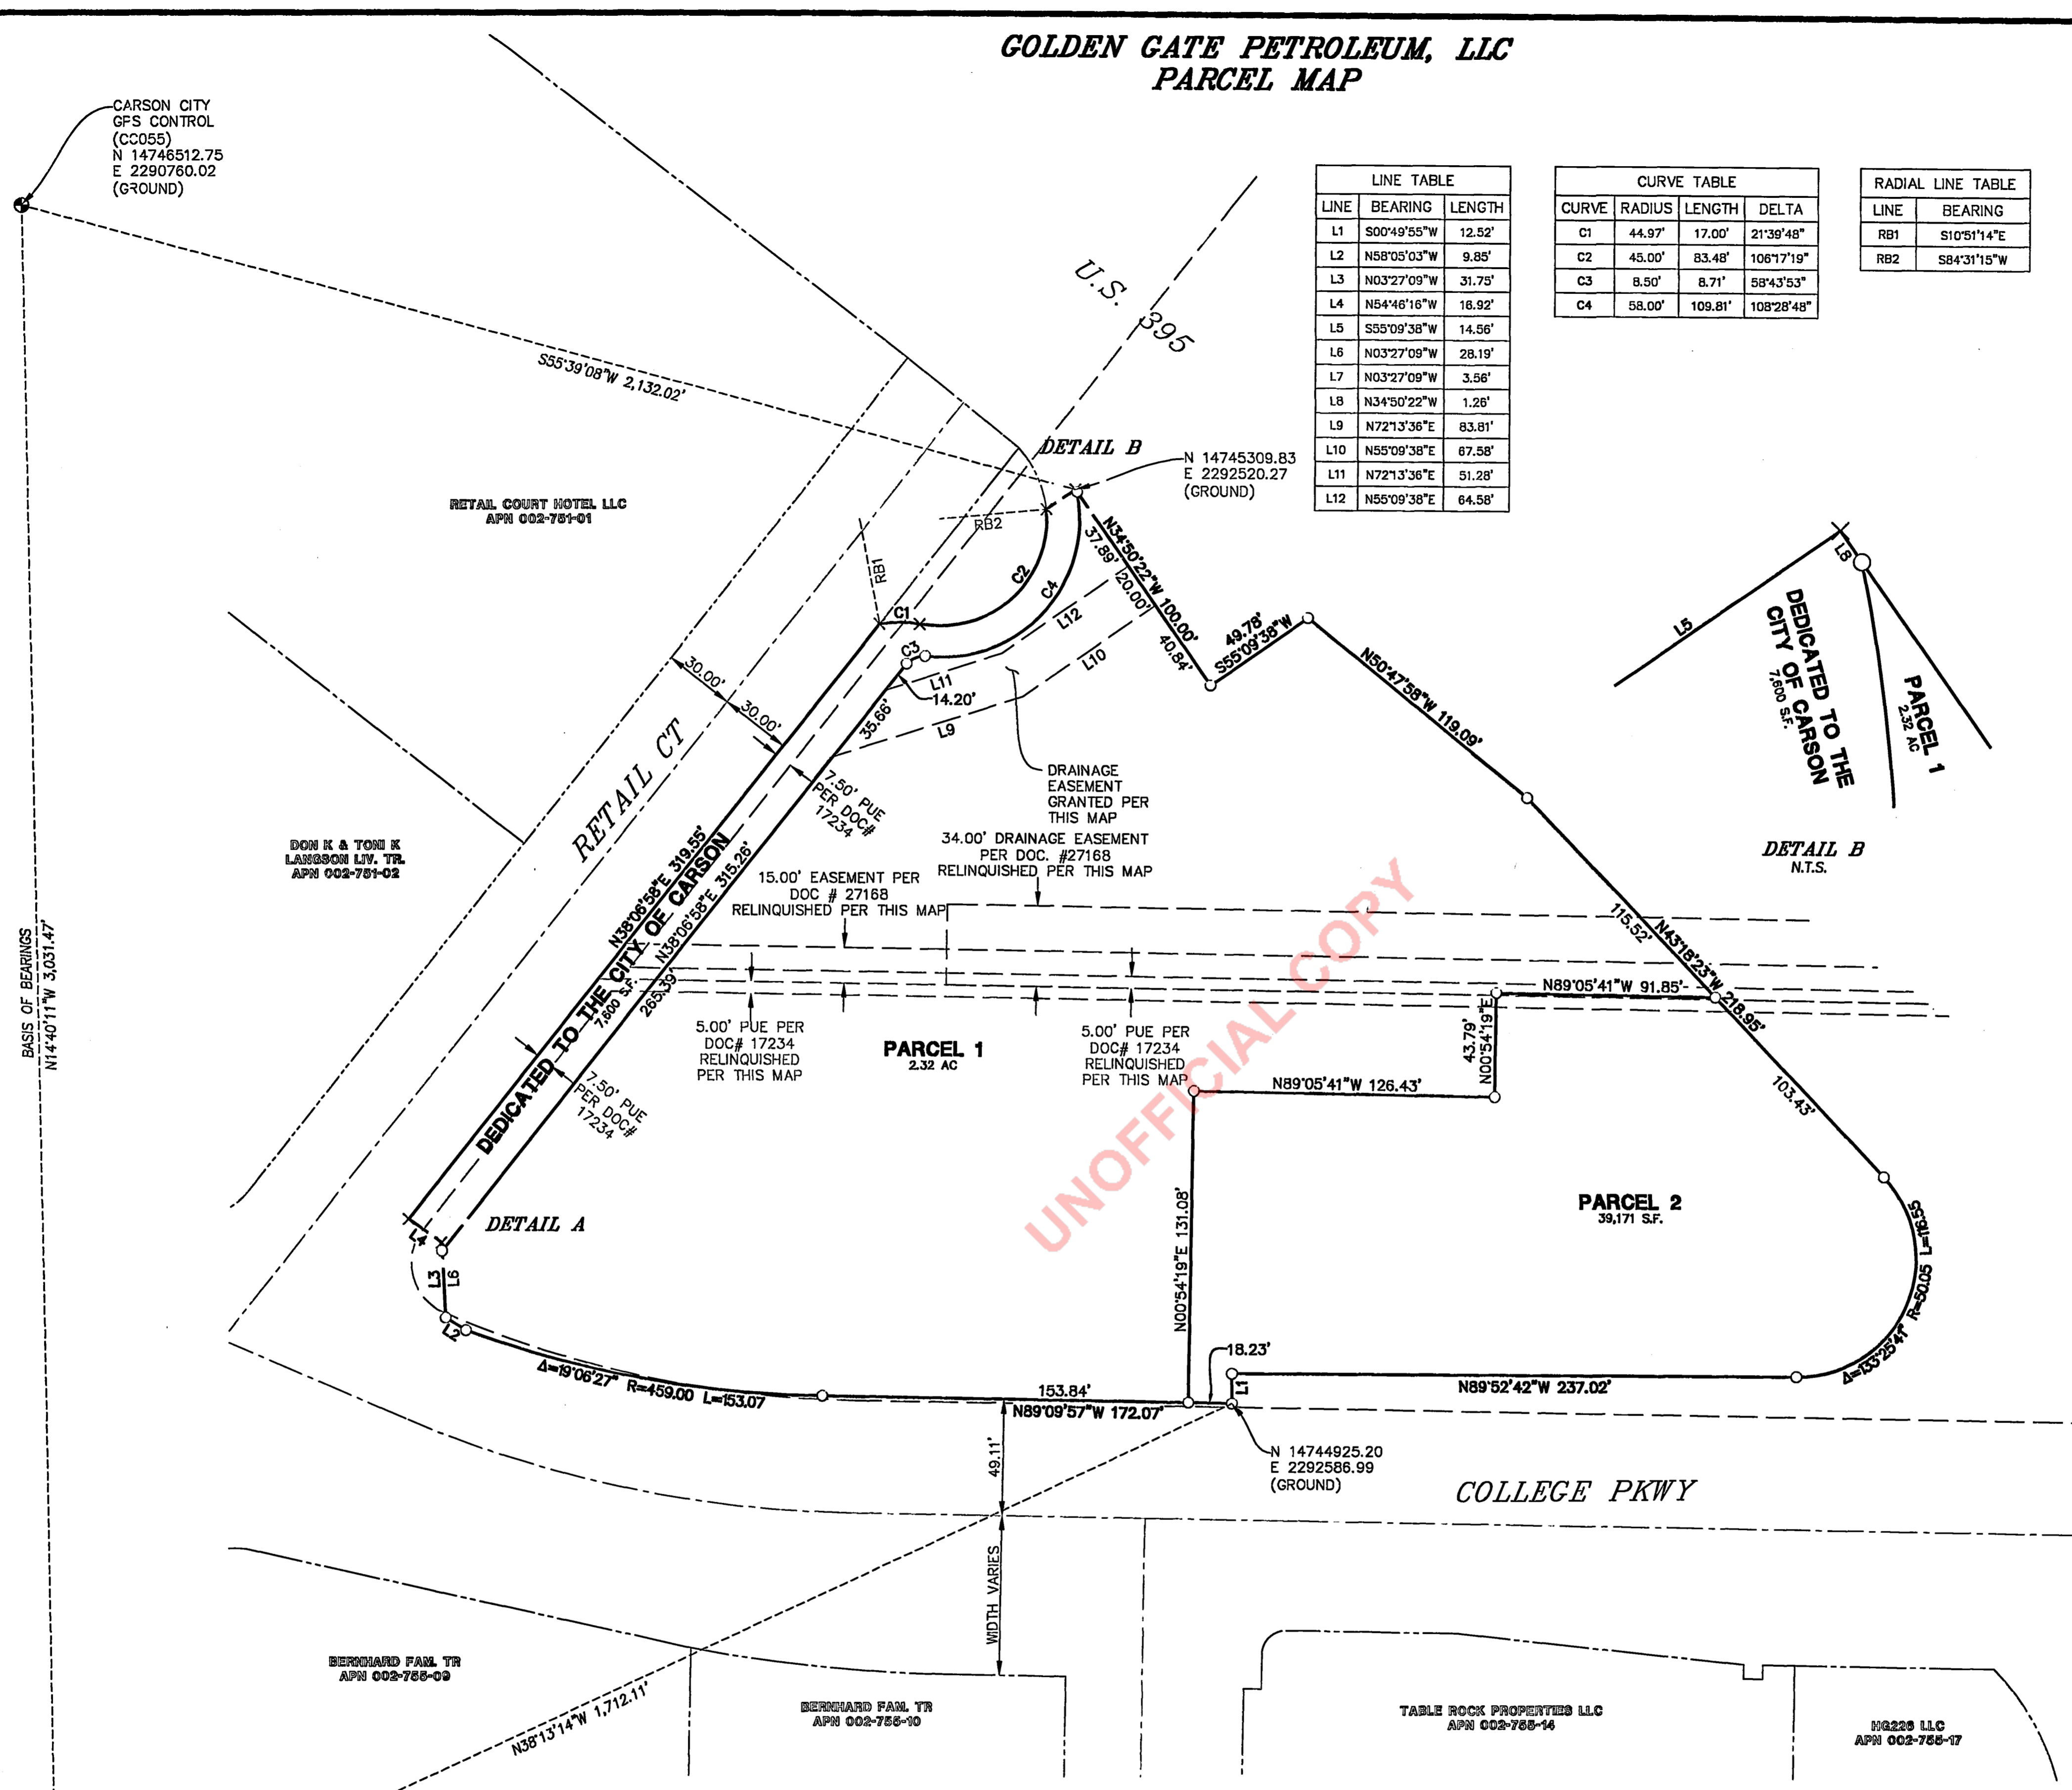 GOLDEN GATE PETROLEUM, LLC
PARCEL MAP
CARSON CITY
GPS CONTROL
(CC055)
N 14746512.75
E 2290760.02
(GROUND)
LINE TABLE
LINE BEARING LENGTH
L1 S00°49'55"W 12.52'
L2 N58°05'03"W 9.85'
L3 N03°27'09"W 31.75'
L4 N54°46'16"W 16.92'
L5 S55°09'38"W 14.56'
L6 N03°27'09"W 28.19'
L7 N03°27'09"W 3.56'
L8 N34°50'22"W 1.26'
L9 N72°13'36"E 83.81'
L10 N55°09'38"E 67.58'
L11 N72°13'36"E 51.28'
L12 N55°09'38"E 64.58'
CURVE TABLE
CURVE RADIUS LENGTH DELTA
C1 44.97' 17.00' 21°39'48"
C2 45.00' 83.48' 106°17'19"
C3 8.50' 8.71' 58°43'53"
C4 58.00' 109.81' 108°28'48"
RADIAL LINE TABLE
LINE BEARING
RB1 S10°51'14"E
RB2 S84°31'15"W
U.S. 395
S55°39'08"W 2,132.02'
DETAIL B
N 14745309.83
E 2292520.27
(GROUND)
RETAIL COURT HOTEL LLC
APN 002-751-01
RB2
RB1
C2
C4
C1
C3
L12
L10
L11
L9
14.20'
35.66'
N34°50'22"W 100.00'
37.89'
20.00'
40.84'
49.78'
S55°09'38"W
N50°47'58"W 119.09'
L8
L5
DEDICATED TO THE
CITY OF CARSON
7,600 S.F.
PARCEL 1
2.32 AC
DETAIL B
N.T.S.
30.00'
30.00'
RETAIL CT
7.50' PUE
PER DOC#
17234
DRAINAGE
EASEMENT
GRANTED PER
THIS MAP
34.00' DRAINAGE EASEMENT
PER DOC. #27168
RELINQUISHED PER THIS MAP
15.00' EASEMENT PER
DOC # 27168
RELINQUISHED PER THIS MAP
DON K & TONI K
LANGSON LIV. TR.
APN 002-751-02
N38°06'58"E 319.55'
DEDICATED TO THE CITY OF CARSON
7,600 S.F.
N38°06'58"E 315.26'
265.39'
BASIS OF BEARINGS
N14°40'11"W 3,031.47'
5.00' PUE PER
DOC# 17234
RELINQUISHED
PER THIS MAP
PARCEL 1
2.32 AC
5.00' PUE PER
DOC# 17234
RELINQUISHED
PER THIS MAP
115.52'
N43°18'23"W 218.95'
103.43'
N89°05'41"W 91.85'
43.79'
N00°54'19"E
N89°05'41"W 126.43'
7.50' PUE
PER DOC#
17234
UNOFFICIAL COPY
PARCEL 2
39,171 S.F.
N00°54'19"E 131.08'
DETAIL A
L4
L3
L6
L2
Δ=19°06'27" R=459.00 L=153.07
153.84'
N89°09'57"W 172.07'
18.23'
L1
N89°52'42"W 237.02'
Δ=133°25'41" R=50.05 L=116.55
49.11'
N 14744925.20
E 2292586.99
(GROUND)
COLLEGE PKWY
WIDTH VARIES
BERNHARD FAM. TR
APN 002-755-09
N38°13'14"W 1,712.11'
BERNHARD FAM. TR
APN 002-755-10
TABLE ROCK PROPERTIES LLC
APN 002-755-14
HG226 LLC
APN 002-755-17